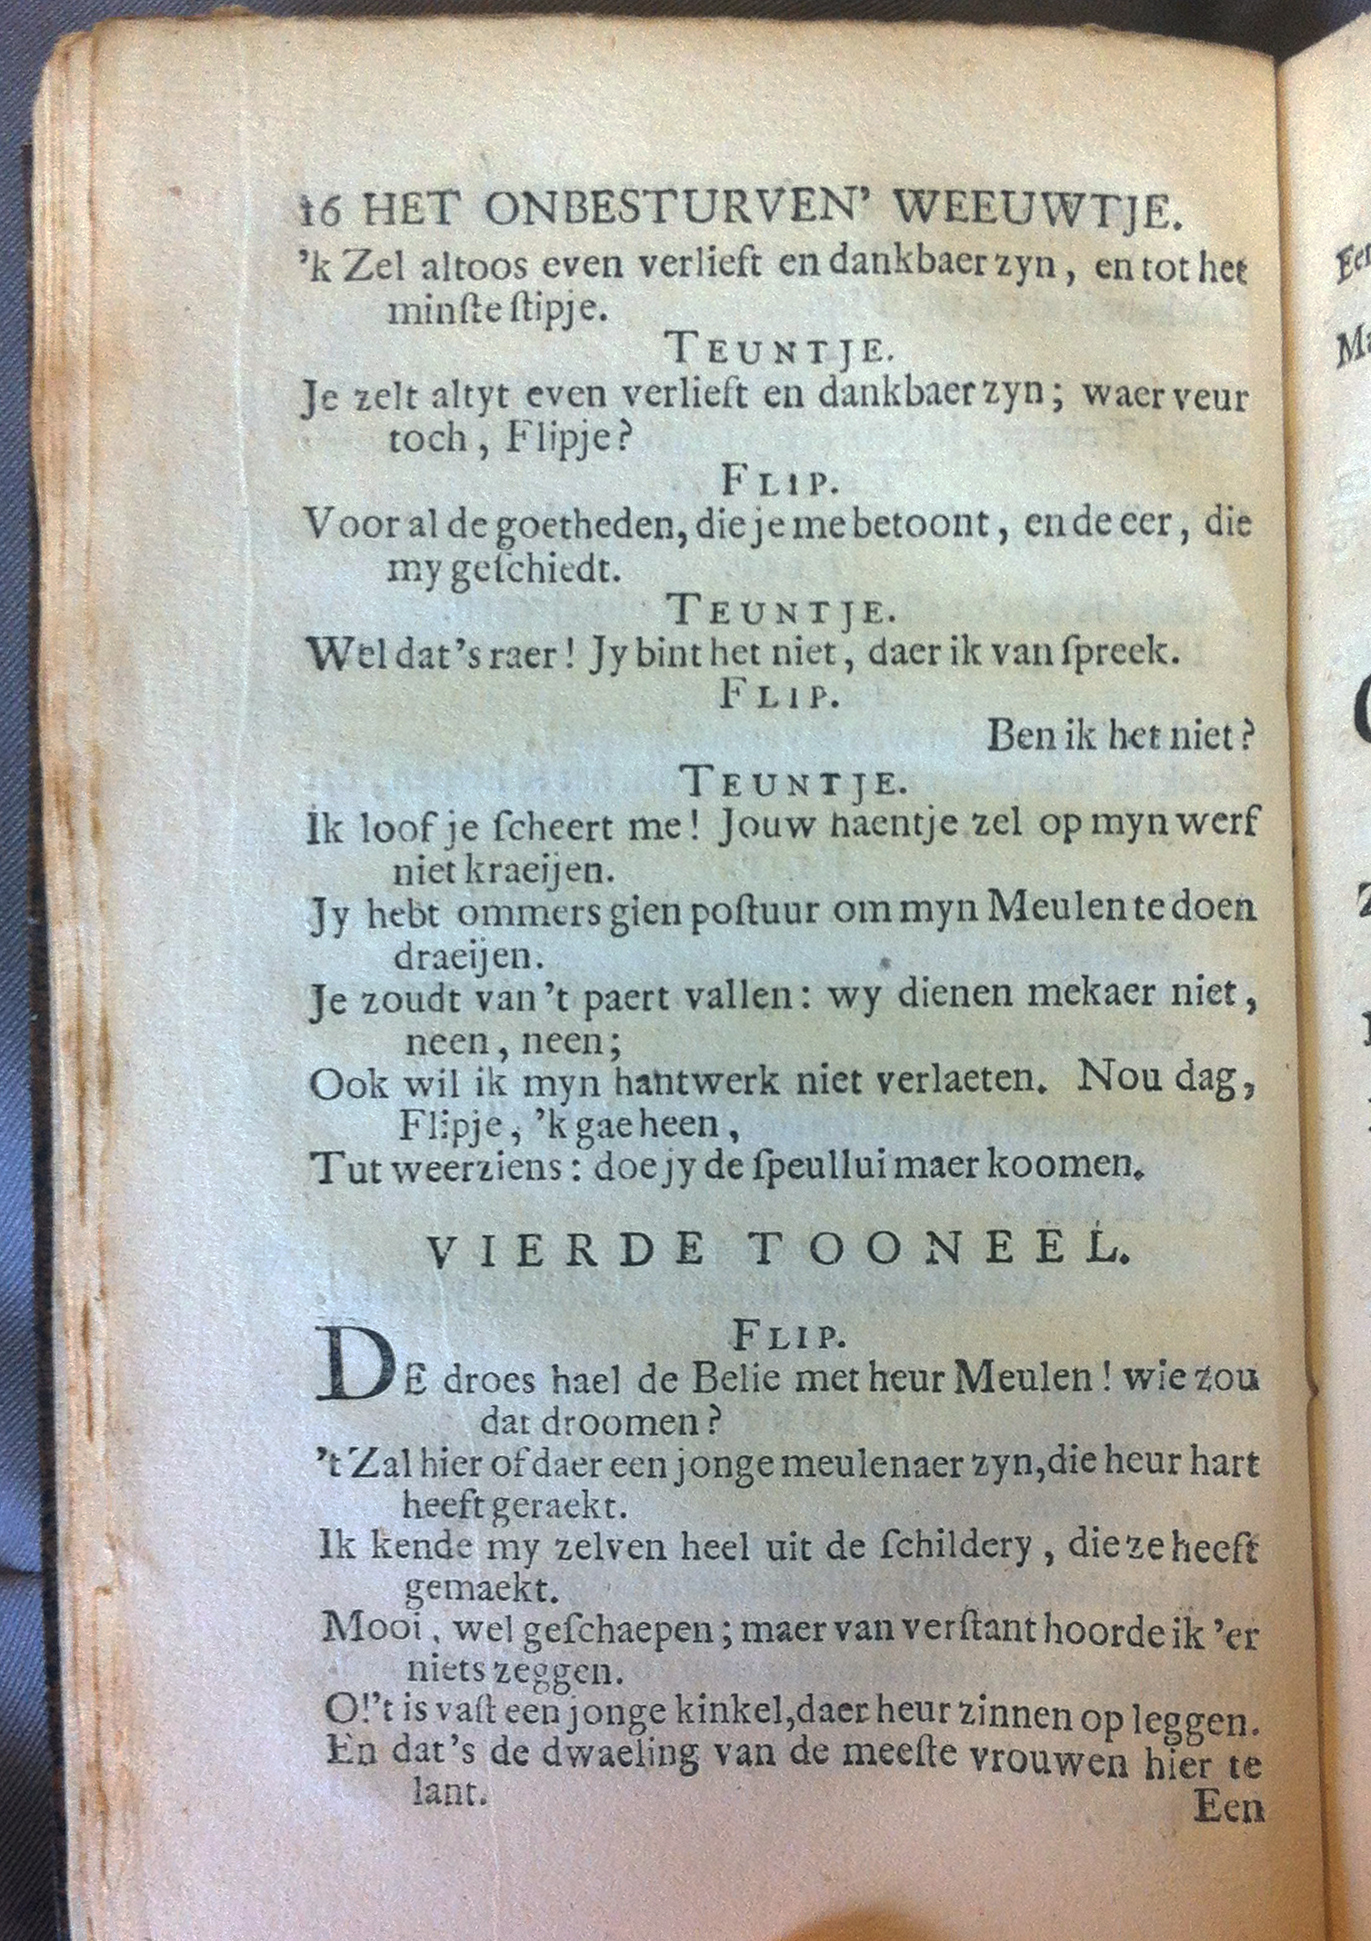 16 HET ONBESTURVEN' WEEUWTJE.
'k Zel altoos even verlieft en dankbaer zyn, en tot het
minſte ſtipje.
TEUNTJE.
Je zelt altyt even verlieft en dankbaer zyn; waer veur
toch, Flipje?
FLIP.
Voor al de goetheden, die je me betoont, en de eer, die
my geſchiedt.
TEUNTJE.
Wel dat's raer! Jy bint het niet, daer ik van ſpreek.
FLIP.
Ben ik het niet?
TEUNTJE.
Ik loof je ſcheert me! Jouw haentje zel op myn werf
niet kraeijen.
Jy hebt ommers gien poſtuur om myn Meulen te doen
draeijen.
Je zoudt van 't paert vallen: wy dienen mekaer niet,
neen, neen;
Ook wil ik myn hantwerk niet verlaeten. Nou dag,
Flipje, 'k gae heen,
Tut weerziens: doe jy de ſpeullui maer koomen.
VIERDE TOONEEL.
FLIP.
DE droes hael de Belie met heur Meulen! wie zou
dat droomen?
't Zal hier of daer een jonge meulenaer zyn, die heur hart
heeft geraekt.
Ik kende my zelven heel uit de ſchildery, die ze heeft
gemaekt.
Mooi, wel geſchaepen; maer van verſtant hoorde ik 'er
niets zeggen.
O! 't is vaſt een jonge kinkel, daer heur zinnen op leggen.
En dat's de dwaeling van de meeſte vrouwen hier te
lant.
Een